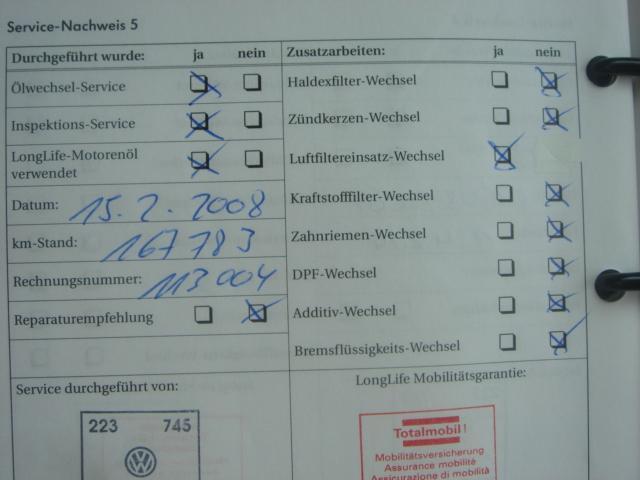 Service-Nachweis 5
Durchgeführt wurde: ja nein
Ölwechsel-Service
Inspektions-Service
LongLife-Motorenöl
verwendet
Datum: 15.2.2008
km-Stand: 167783
Rechnungsnummer: 113004
Reparaturempfehlung
Zusatzarbeiten: ja nein
Haldexfilter-Wechsel
Zündkerzen-Wechsel
Luftfiltereinsatz-Wechsel
Kraftstofffilter-Wechsel
Zahnriemen-Wechsel
DPF-Wechsel
Additiv-Wechsel
Bremsflüssigkeits-Wechsel
Service durchgeführt von:
223 745
LongLife Mobilitätsgarantie:
Totalmobil!
Mobilitätsversicherung
Assurance mobilité
Assicurazione di mobilità